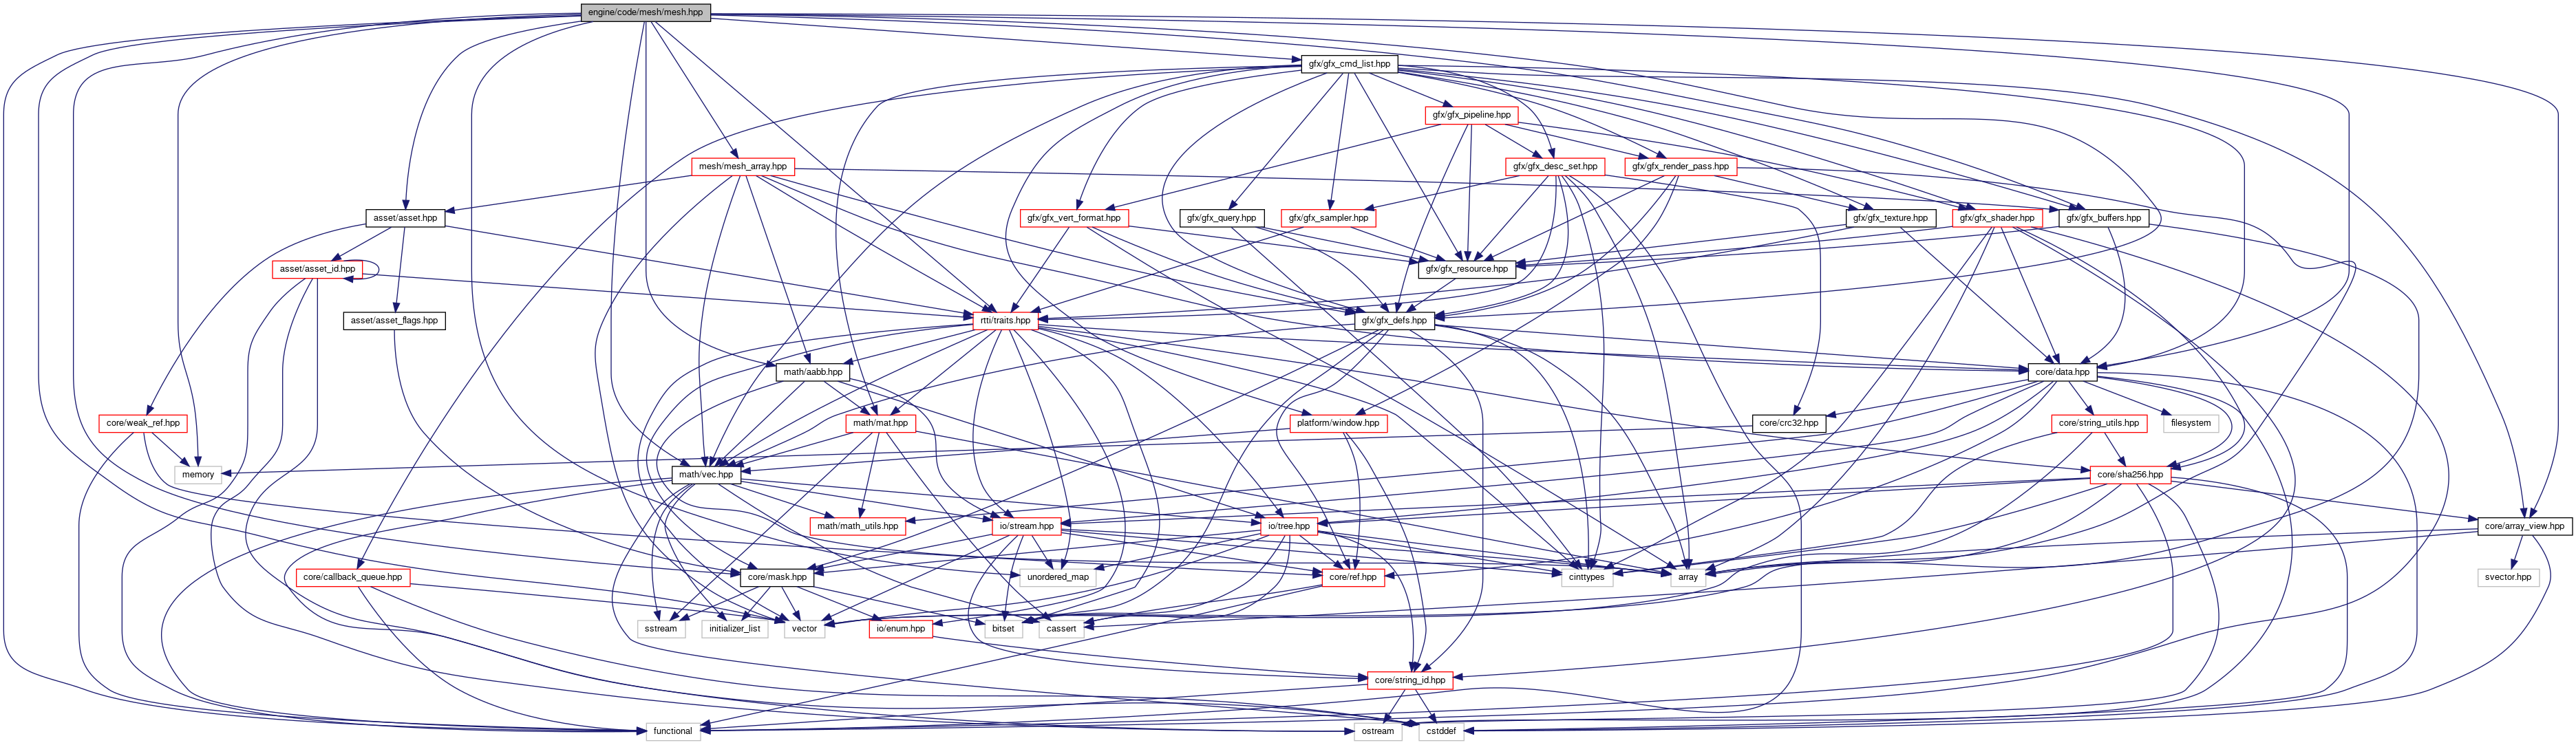 engine/code/mesh/mesh.hpp
gfx/gfx_cmd_list.hpp
gfx/gfx_pipeline.hpp
mesh/mesh_array.hpp
gfx/gfx_desc_set.hpp
gfx/gfx_render_pass.hpp
asset/asset.hpp
gfx/gfx_vert_format.hpp
gfx/gfx_query.hpp
gfx/gfx_sampler.hpp
gfx/gfx_texture.hpp
gfx/gfx_shader.hpp
gfx/gfx_buffers.hpp
asset/asset_id.hpp
gfx/gfx_resource.hpp
asset/asset_flags.hpp
rtti/traits.hpp
gfx/gfx_defs.hpp
math/aabb.hpp
core/data.hpp
core/weak_ref.hpp
math/mat.hpp
platform/window.hpp
core/crc32.hpp
core/string_utils.hpp
filesystem
memory
math/vec.hpp
core/sha256.hpp
math/math_utils.hpp
io/stream.hpp
io/tree.hpp
core/array_view.hpp
core/callback_queue.hpp
core/mask.hpp
unordered_map
core/ref.hpp
cinttypes
array
svector.hpp
sstream
initializer_list
vector
io/enum.hpp
bitset
cassert
core/string_id.hpp
functional
ostream
cstddef